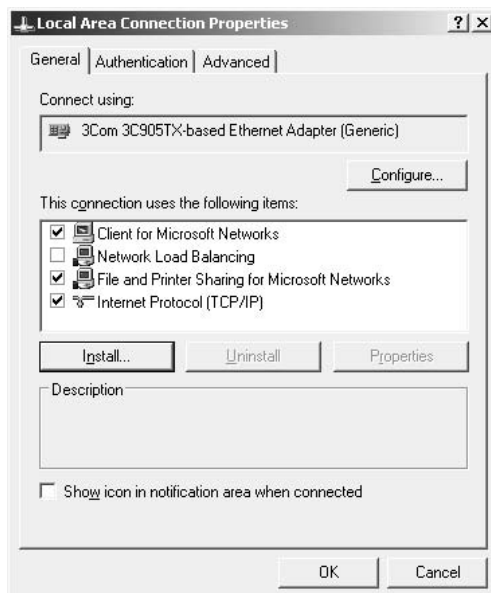 Local Area Connection Properties
General Authentication Advanced
Connect using:
3Com 3C905TX-based Ethernet Adapter (Generic)
Configure...
This connection uses the following items:
Client for Microsoft Networks
Network Load Balancing
File and Printer Sharing for Microsoft Networks
Internet Protocol (TCP/IP)
Install... Uninstall Properties
Description
Show icon in notification area when connected
OK Cancel